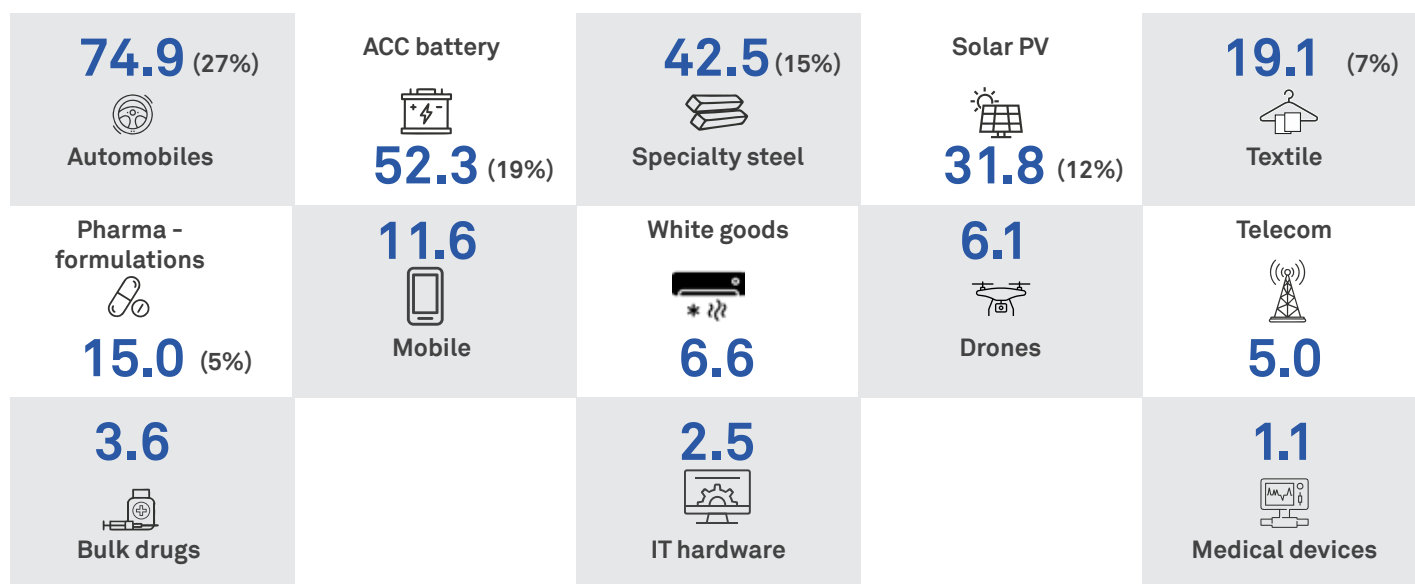 74.9 (27%)
Automobiles
ACC battery
52.3 (19%)
42.5 (15%)
Specialty steel
Solar PV
31.8 (12%)
19.1 (7%)
Textile
Pharma -
formulations
15.0 (5%)
11.6
Mobile
White goods
6.6
6.1
Drones
Telecom
5.0
3.6
Bulk drugs
2.5
IT hardware
1.1
Medical devices